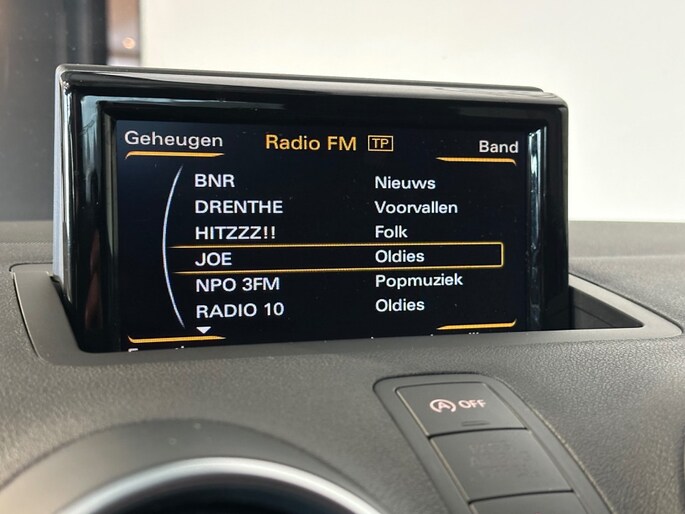 Geheugen Radio FM TP Band
BNR Nieuws
DRENTHE Voorvallen
HITZZZ!! Folk
JOE Oldies
NPO 3FM Popmuziek
RADIO 10 Oldies
A OFF